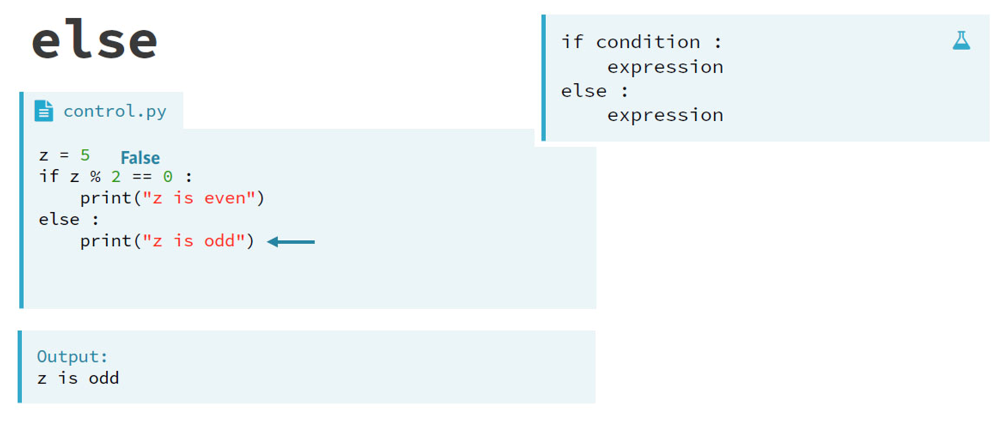 else
if condition :
    expression
else :
    expression
control.py
z = 5
False
if z % 2 == 0 :
    print("z is even")
else :
    print("z is odd")
Output:
z is odd